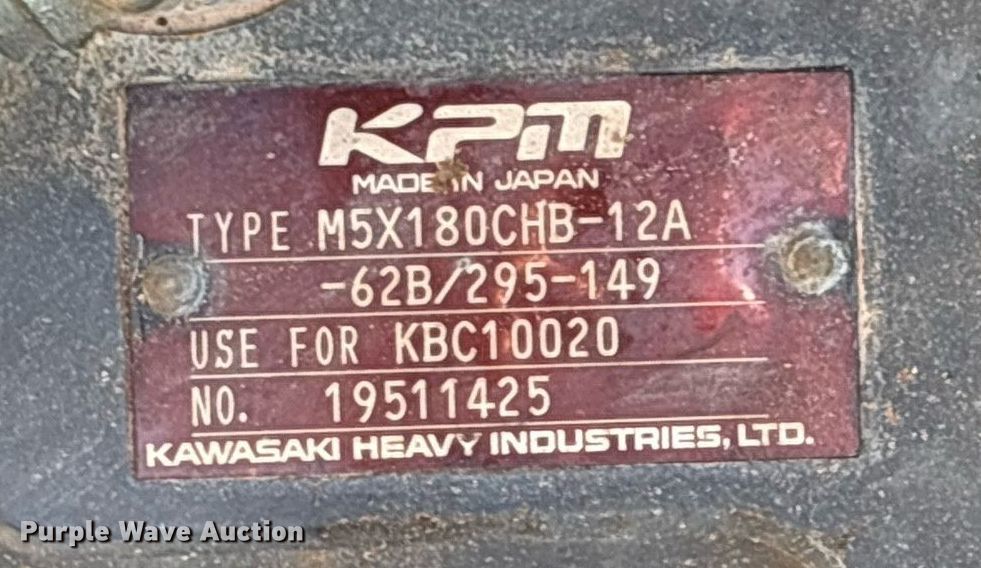 KPM
MADE IN JAPAN
TYPE M5X180CHB-12A
-62B/295-149
USE FOR KBC10020
NO. 19511425
KAWASAKI HEAVY INDUSTRIES, LTD.
Purple Wave Auction